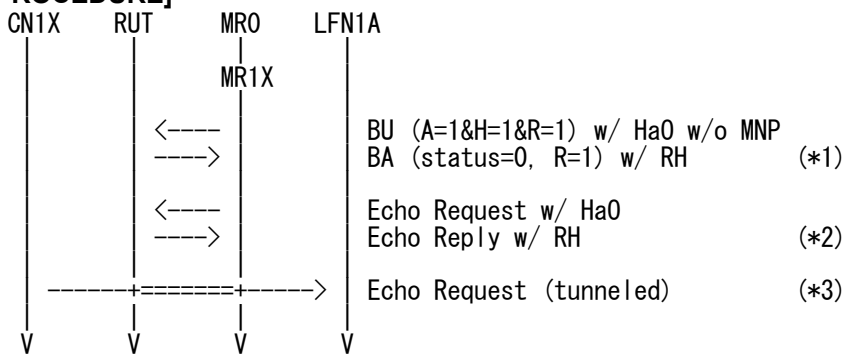 ROCEDURE]
CN1X RUT MR0 LFN1A
MR1X
<---- BU (A=1&H=1&R=1) w/ HaO w/o MNP
----> BA (status=0, R=1) w/ RH (*1)
<---- Echo Request w/ HaO
----> Echo Reply w/ RH (*2)
------+=======+-----> Echo Request (tunneled) (*3)
V V V V